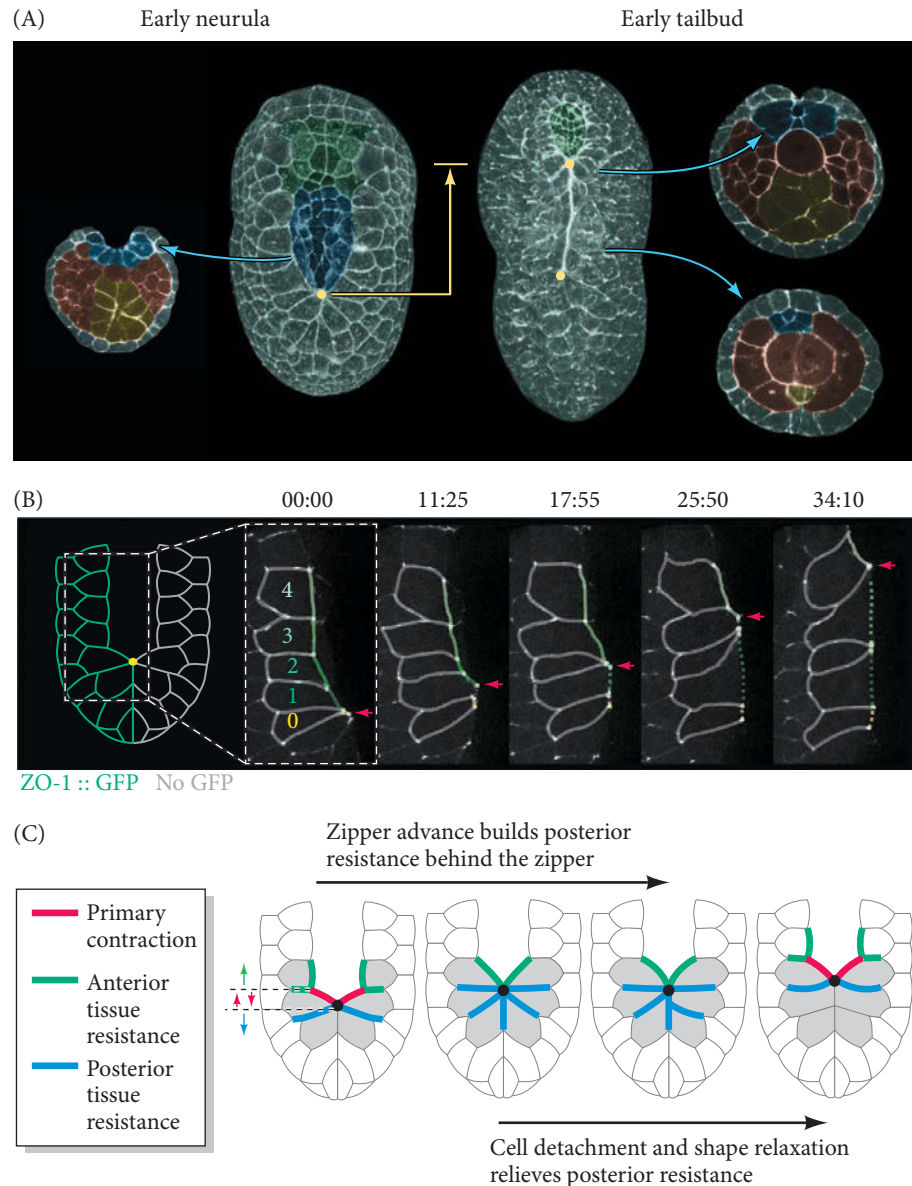 (A)
Early neurula
Early tailbud
(B)
00:00
11:25
17:55
25:50
34:10
4
3
2
1
0
ZO-1 :: GFP
No GFP
(C)
Zipper advance builds posterior
resistance behind the zipper
Primary
contraction
Anterior
tissue
resistance
Posterior
tissue
resistance
Cell detachment and shape relaxation
relieves posterior resistance